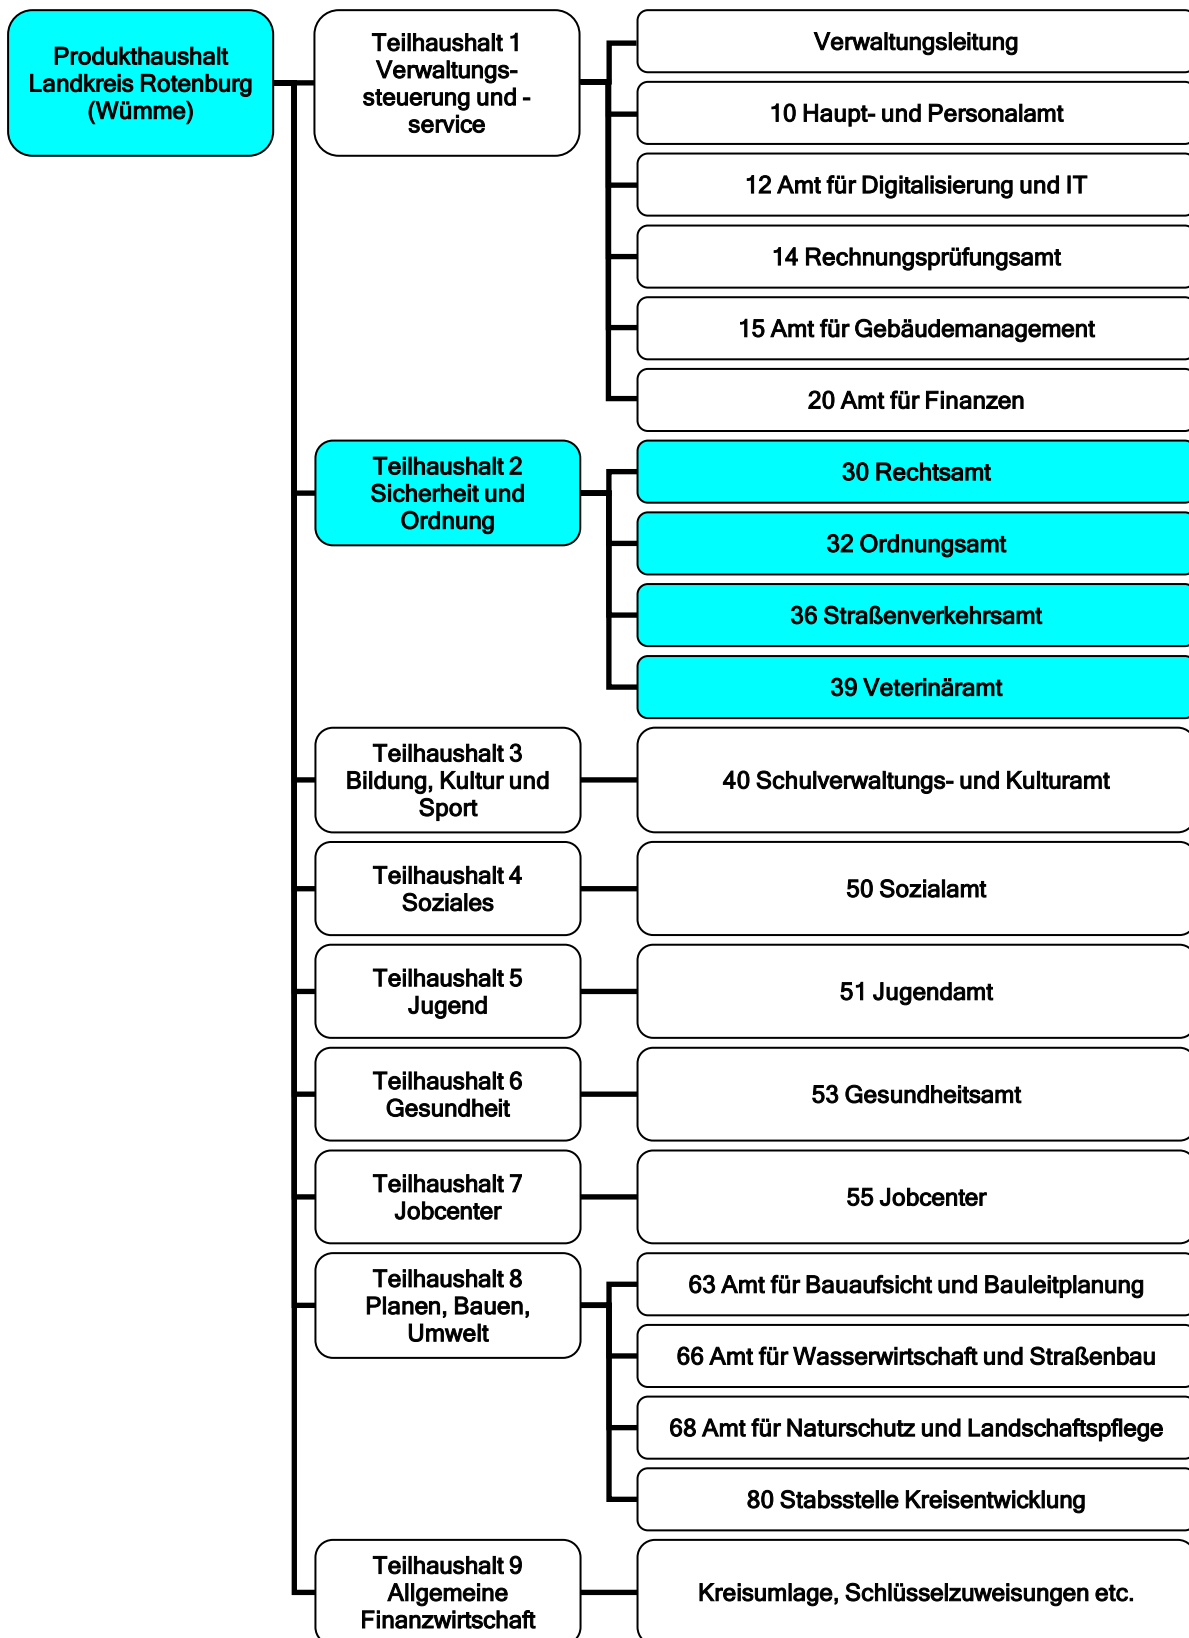 Produkthaushalt
Landkreis Rotenburg
(Wümme)
Teilhaushalt 1
Verwaltungs-
steuerung und -
service
Verwaltungsleitung
10 Haupt- und Personalamt
12 Amt für Digitalisierung und IT
14 Rechnungsprüfungsamt
15 Amt für Gebäudemanagement
20 Amt für Finanzen
Teilhaushalt 2
Sicherheit und
Ordnung
30 Rechtsamt
32 Ordnungsamt
36 Straßenverkehrsamt
39 Veterinäramt
Teilhaushalt 3
Bildung, Kultur und
Sport
40 Schulverwaltungs- und Kulturamt
Teilhaushalt 4
Soziales
50 Sozialamt
Teilhaushalt 5
Jugend
51 Jugendamt
Teilhaushalt 6
Gesundheit
53 Gesundheitsamt
Teilhaushalt 7
Jobcenter
55 Jobcenter
Teilhaushalt 8
Planen, Bauen,
Umwelt
63 Amt für Bauaufsicht und Bauleitplanung
66 Amt für Wasserwirtschaft und Straßenbau
68 Amt für Naturschutz und Landschaftspflege
80 Stabsstelle Kreisentwicklung
Teilhaushalt 9
Allgemeine
Finanzwirtschaft
Kreisumlage, Schlüsselzuweisungen etc.